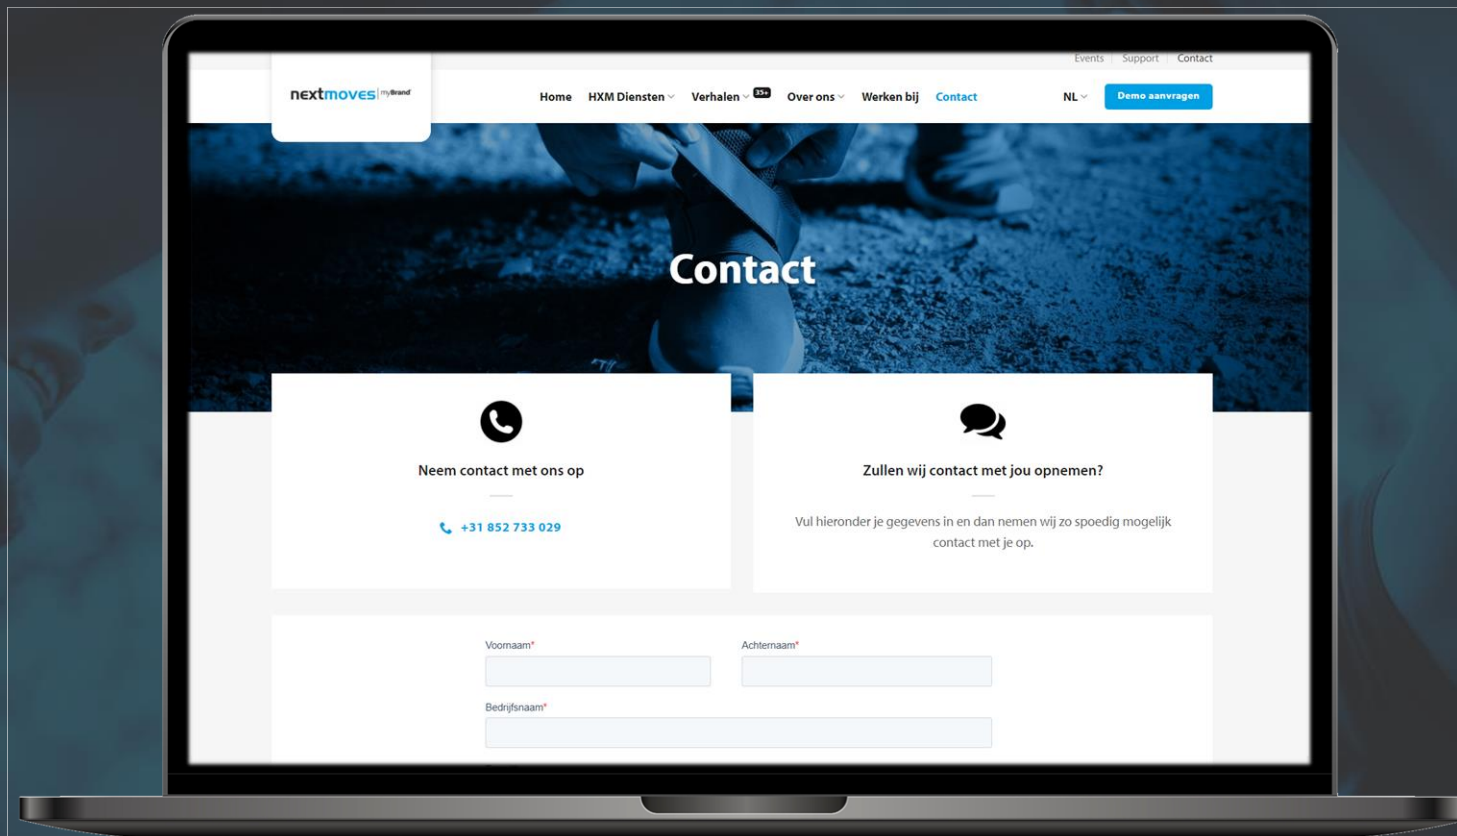 Events Support Contact
nextmoves myBrand
Home HXM Diensten Verhalen 35+ Over ons Werken bij Contact NL Demo aanvragen
Contact
Neem contact met ons op
+31 852 733 029
Zullen wij contact met jou opnemen?
Vul hieronder je gegevens in en dan nemen wij zo spoedig mogelijk
contact met je op.
Voornaam* Achternaam*
Bedrijfsnaam*